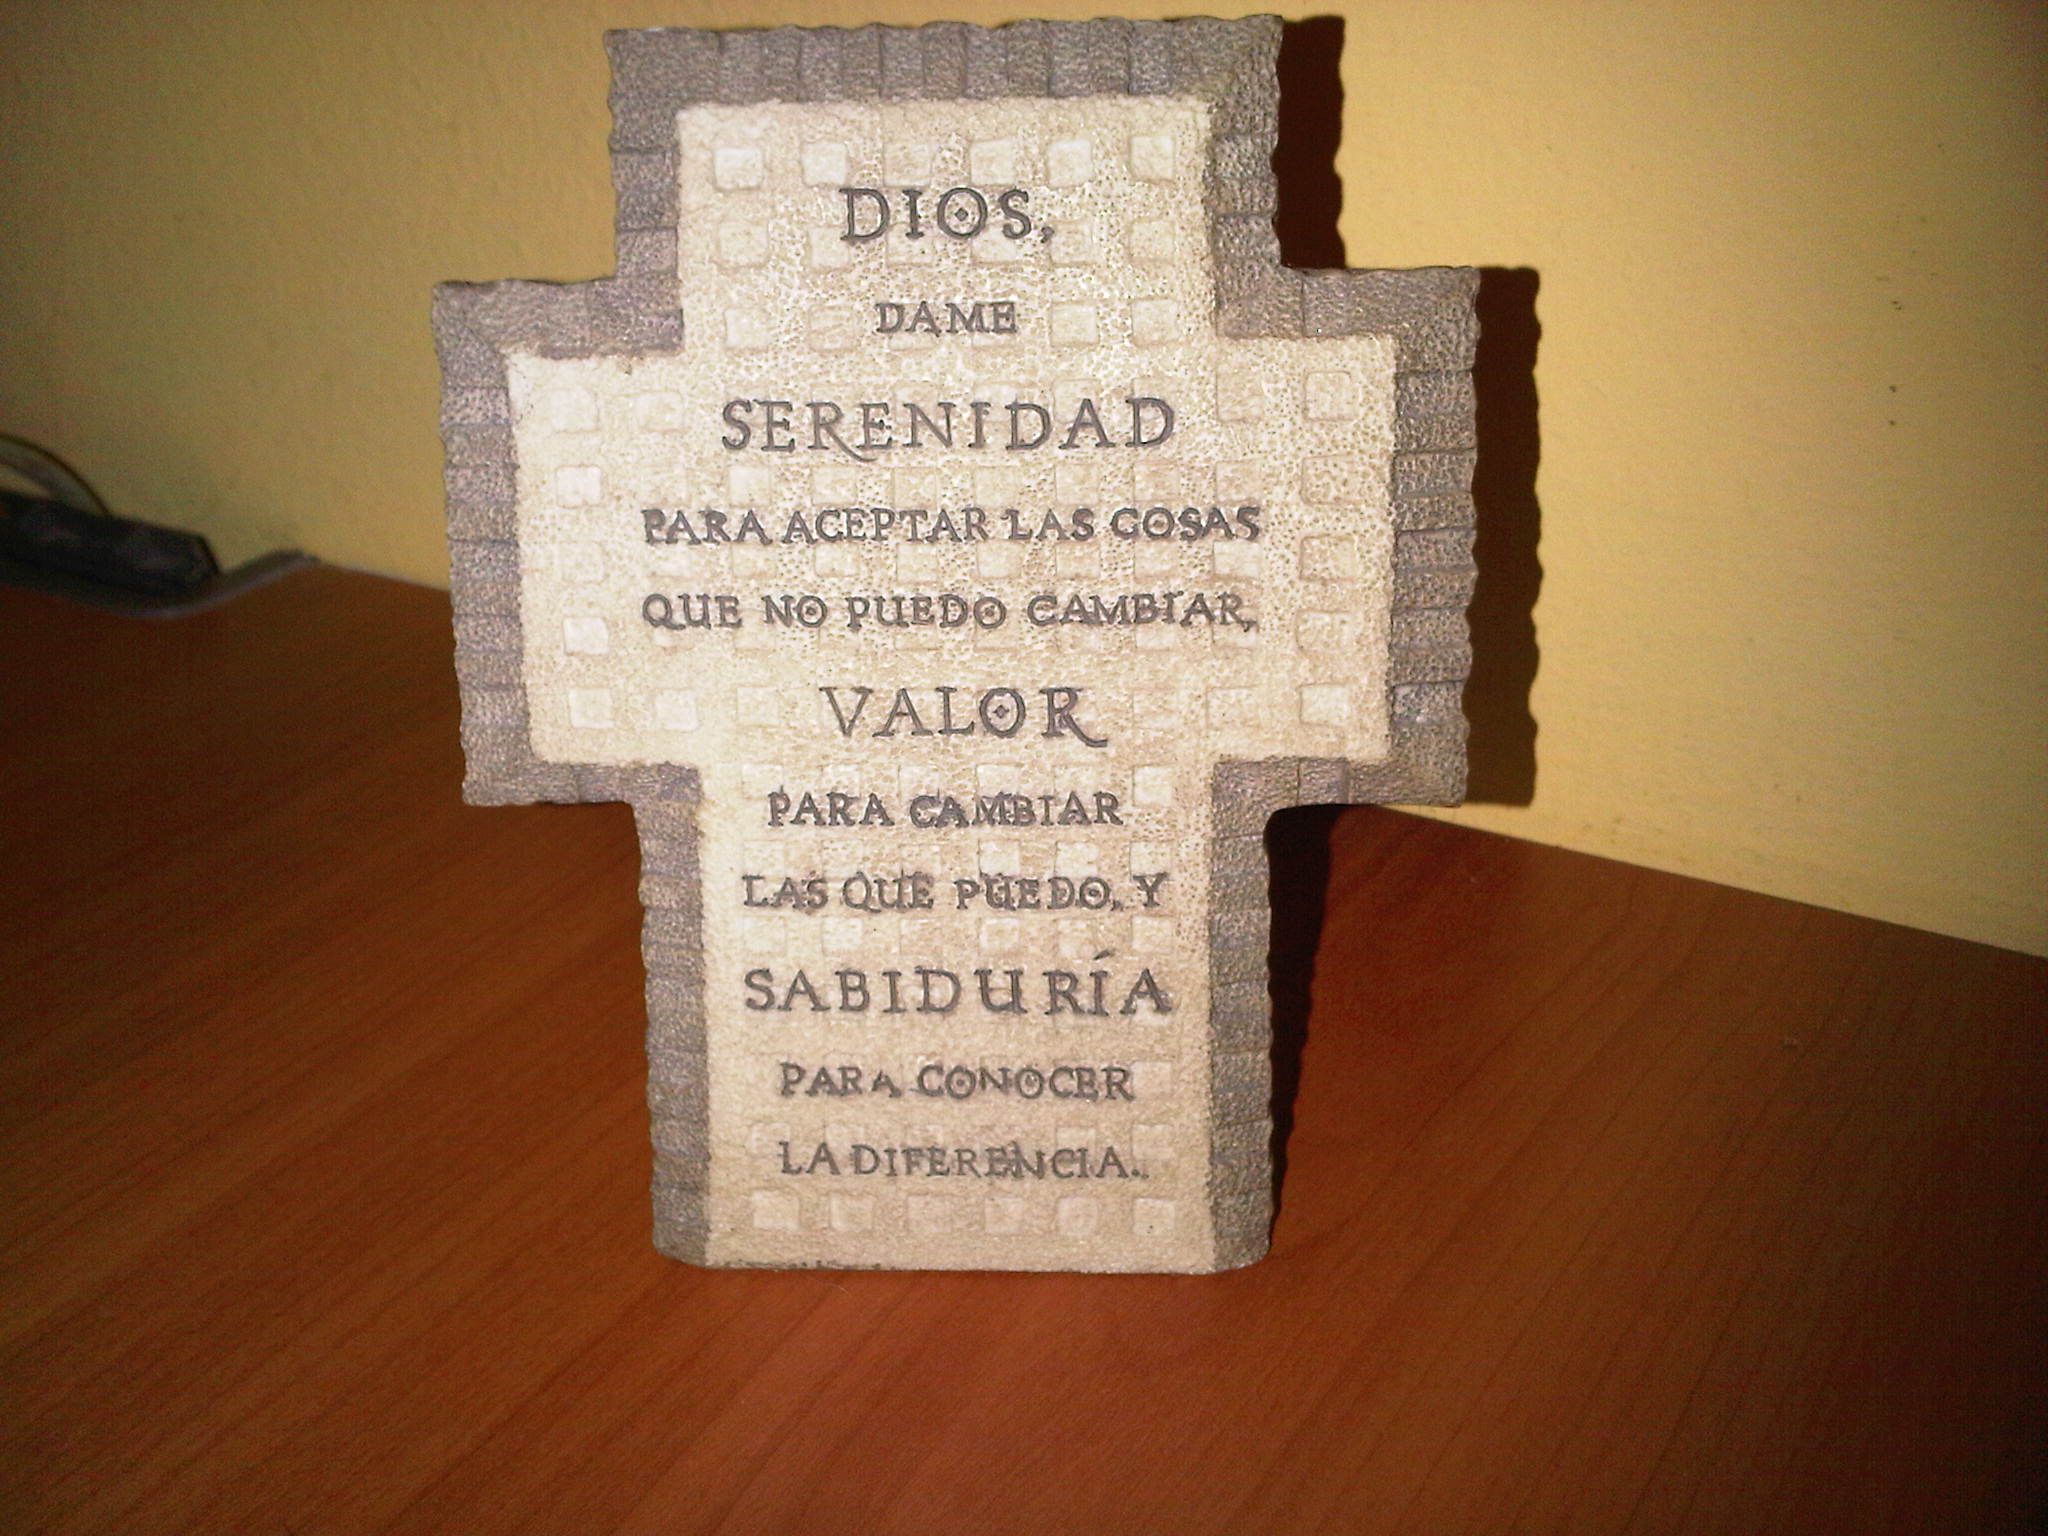 DIOS,
DAME
SERENIDAD
PARA ACEPTAR LAS COSAS
QUE NO PUEDO CAMBIAR,
VALOR
PARA CAMBIAR
LAS QUE PUEDO, Y
SABIDURÍA
PARA CONOCER
LA DIFERENCIA..